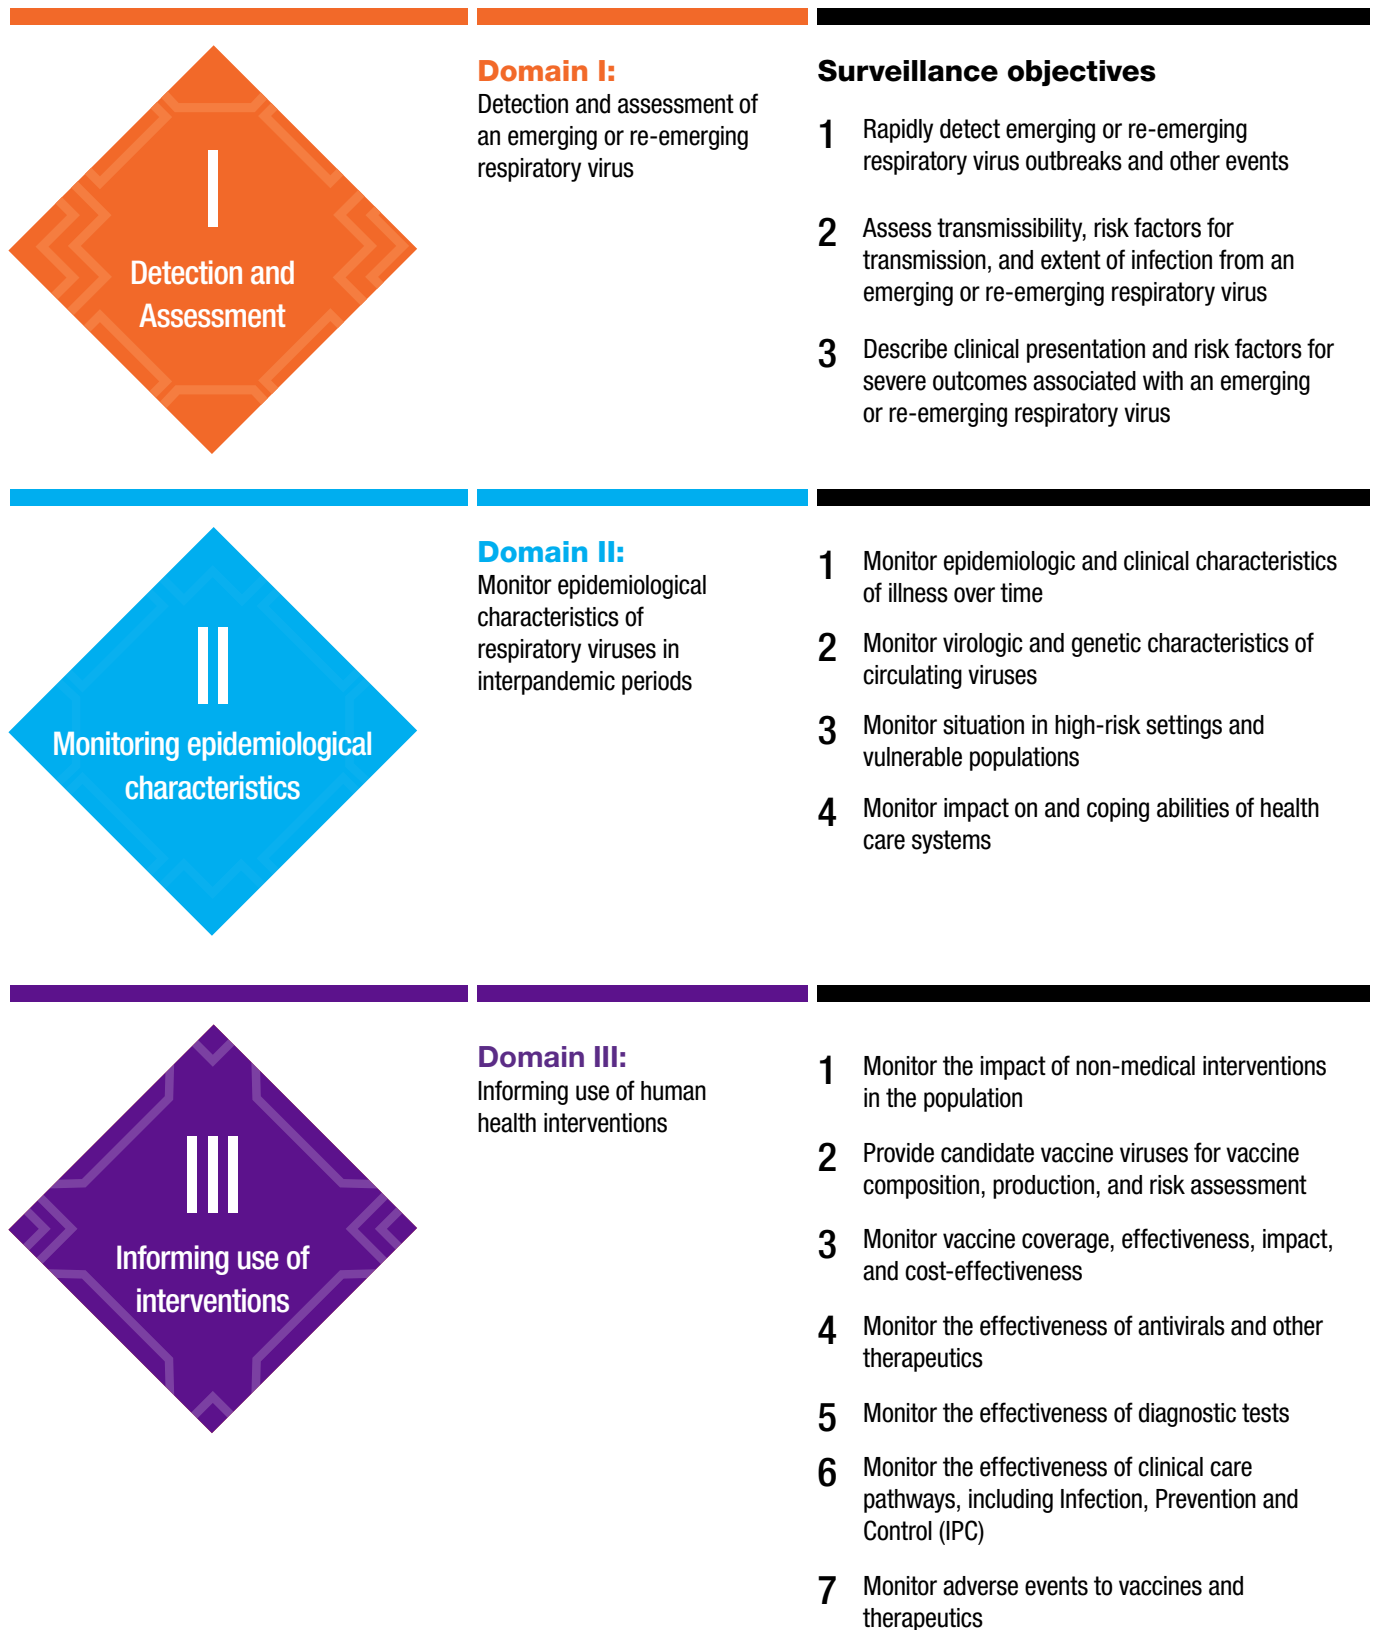 I
Detection and
Assessment
Domain I:
Detection and assessment of
an emerging or re-emerging
respiratory virus
Surveillance objectives
1 Rapidly detect emerging or re-emerging
respiratory virus outbreaks and other events
2 Assess transmissibility, risk factors for
transmission, and extent of infection from an
emerging or re-emerging respiratory virus
3 Describe clinical presentation and risk factors for
severe outcomes associated with an emerging
or re-emerging respiratory virus
II
Monitoring epidemiological
characteristics
Domain II:
Monitor epidemiological
characteristics of
respiratory viruses in
interpandemic periods
1 Monitor epidemiologic and clinical characteristics
of illness over time
2 Monitor virologic and genetic characteristics of
circulating viruses
3 Monitor situation in high-risk settings and
vulnerable populations
4 Monitor impact on and coping abilities of health
care systems
III
Informing use of
interventions
Domain III:
Informing use of human
health interventions
1 Monitor the impact of non-medical interventions
in the population
2 Provide candidate vaccine viruses for vaccine
composition, production, and risk assessment
3 Monitor vaccine coverage, effectiveness, impact,
and cost-effectiveness
4 Monitor the effectiveness of antivirals and other
therapeutics
5 Monitor the effectiveness of diagnostic tests
6 Monitor the effectiveness of clinical care
pathways, including Infection, Prevention and
Control (IPC)
7 Monitor adverse events to vaccines and
therapeutics